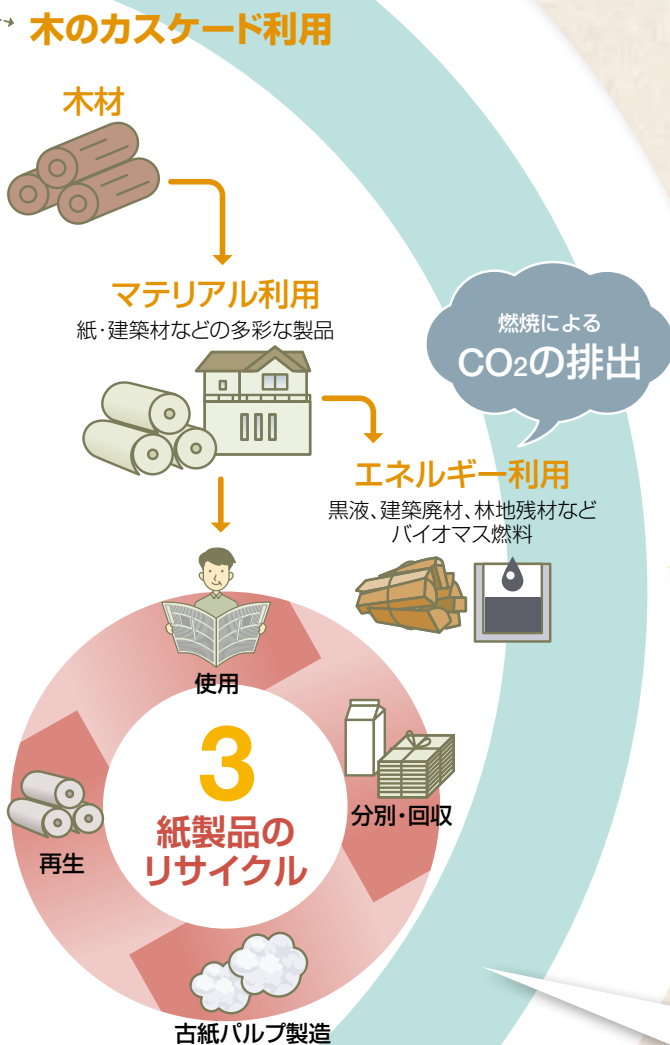 木のカスケード利用
木材
マテリアル利用
紙・建築材などの多彩な製品
燃焼による
CO2の排出
エネルギー利用
黒液、建築廃材、林地残材など
バイオマス燃料
使用
分別・回収
3
紙製品の
リサイクル
再生
古紙パルプ製造